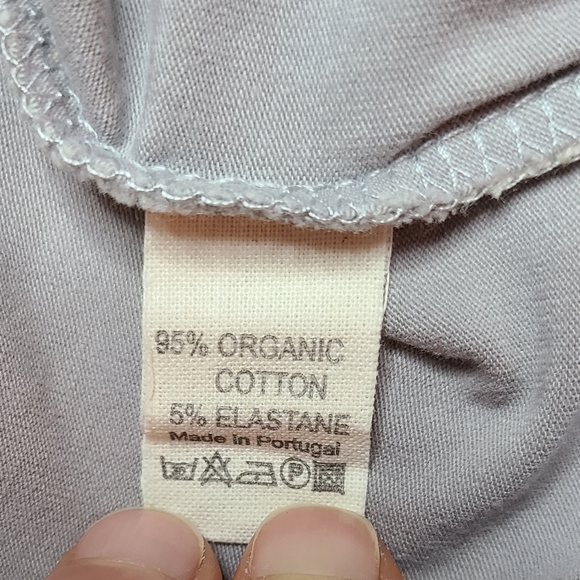 95% ORGANIC
COTTON
5% ELASTANE
Made in Portugal
P